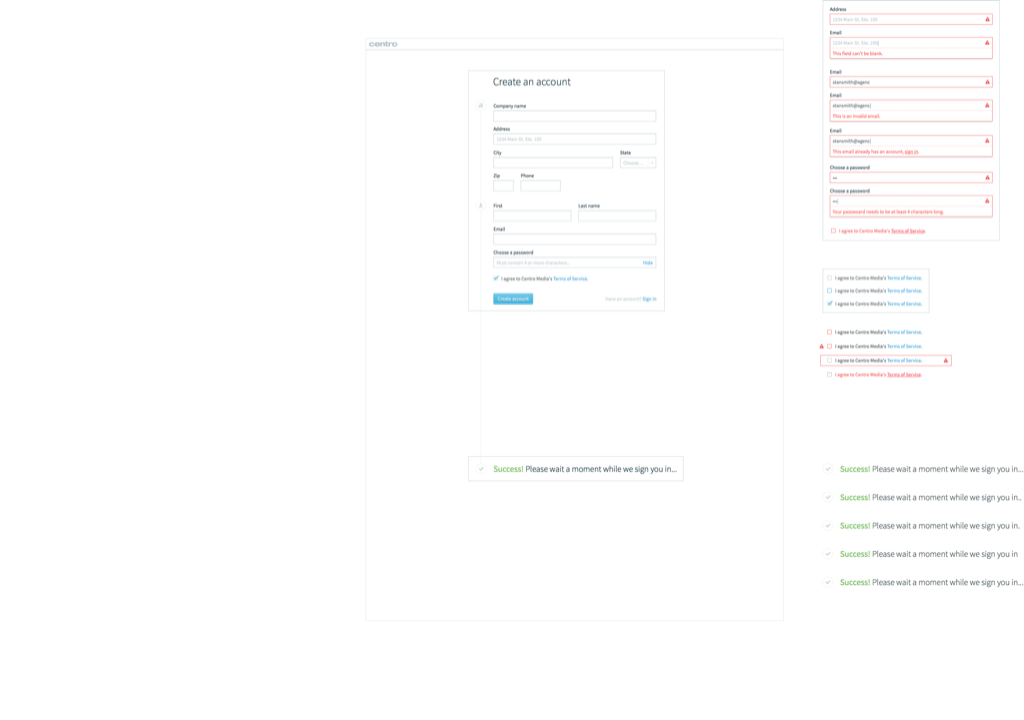 centro
Create an account
Company name
Address
1234 Main St. Ste. 100
City
State
Choose...
Zip
Phone
First
Last name
Email
Choose a password
Must contain 4 or more characters...
Hide
I agree to Centro Media's Terms of Service.
Create account
Have an account? Sign in
Success! Please wait a moment while we sign you in...
Address
1234 Main St. Ste. 100
Email
1234 Main St. Ste. 100
This field can't be blank.
Email
stansmith@agenc
Email
stansmith@agenc
This is an invalid email.
Email
stansmith@agenc
This email already has an account, sign in.
Choose a password
Choose a password
Your password needs to be at least 4 characters long.
I agree to Centro Media's Terms of Service.
I agree to Centro Media's Terms of Service.
I agree to Centro Media's Terms of Service.
I agree to Centro Media's Terms of Service.
I agree to Centro Media's Terms of Service.
I agree to Centro Media's Terms of Service.
I agree to Centro Media's Terms of Service.
I agree to Centro Media's Terms of Service.
Success! Please wait a moment while we sign you in...
Success! Please wait a moment while we sign you in..
Success! Please wait a moment while we sign you in.
Success! Please wait a moment while we sign you in
Success! Please wait a moment while we sign you in...